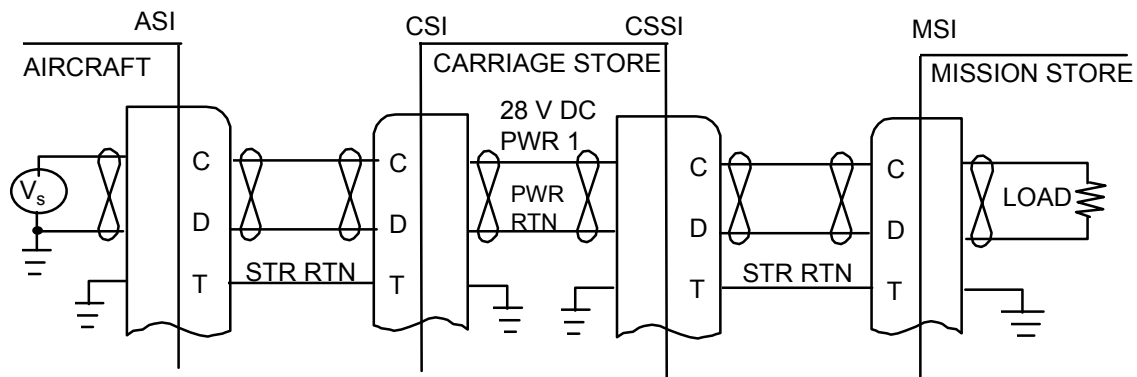 ASI
CSI
CSSI
MSI
AIRCRAFT
CARRIAGE STORE
MISSION STORE
28 V DC
PWR 1
PWR
RTN
Vs
C
D
T
STR RTN
C
D
T
C
D
T
STR RTN
C
D
T
LOAD